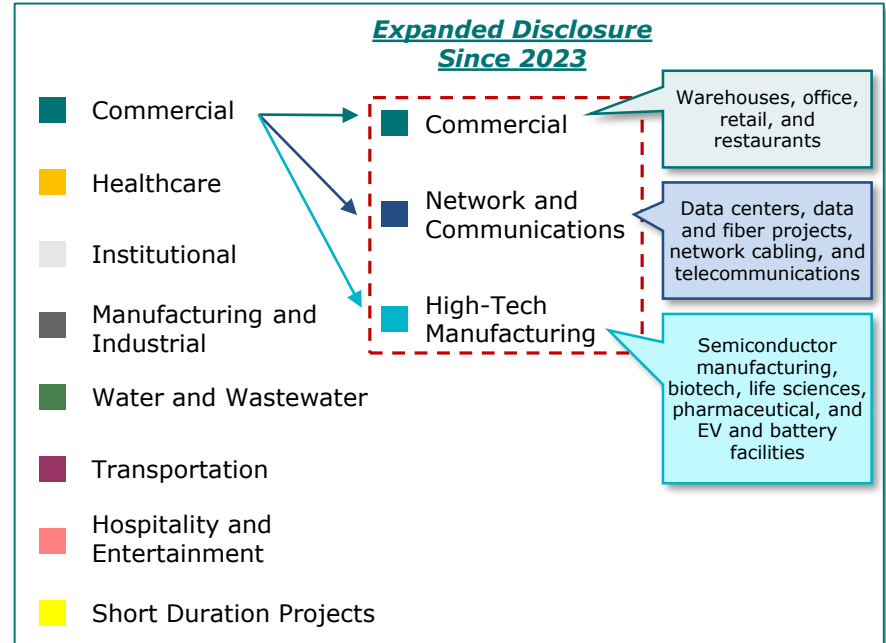 Expanded Disclosure
Since 2023
Commercial
Healthcare
Institutional
Manufacturing and
Industrial
Water and Wastewater
Transportation
Hospitality and
Entertainment
Short Duration Projects
Commercial
Network and
Communications
High-Tech
Manufacturing
Warehouses, office,
retail, and
restaurants
Data centers, data
and fiber projects,
network cabling, and
telecommunications
Semiconductor
manufacturing,
biotech, life sciences,
pharmaceutical, and
EV and battery
facilities